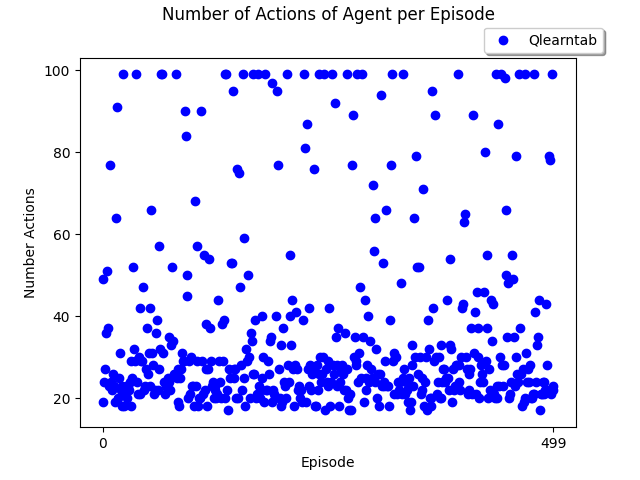 Number of Actions of Agent per Episode
Qlearntab
100
80
60
40
20
Number Actions
0
499
Episode